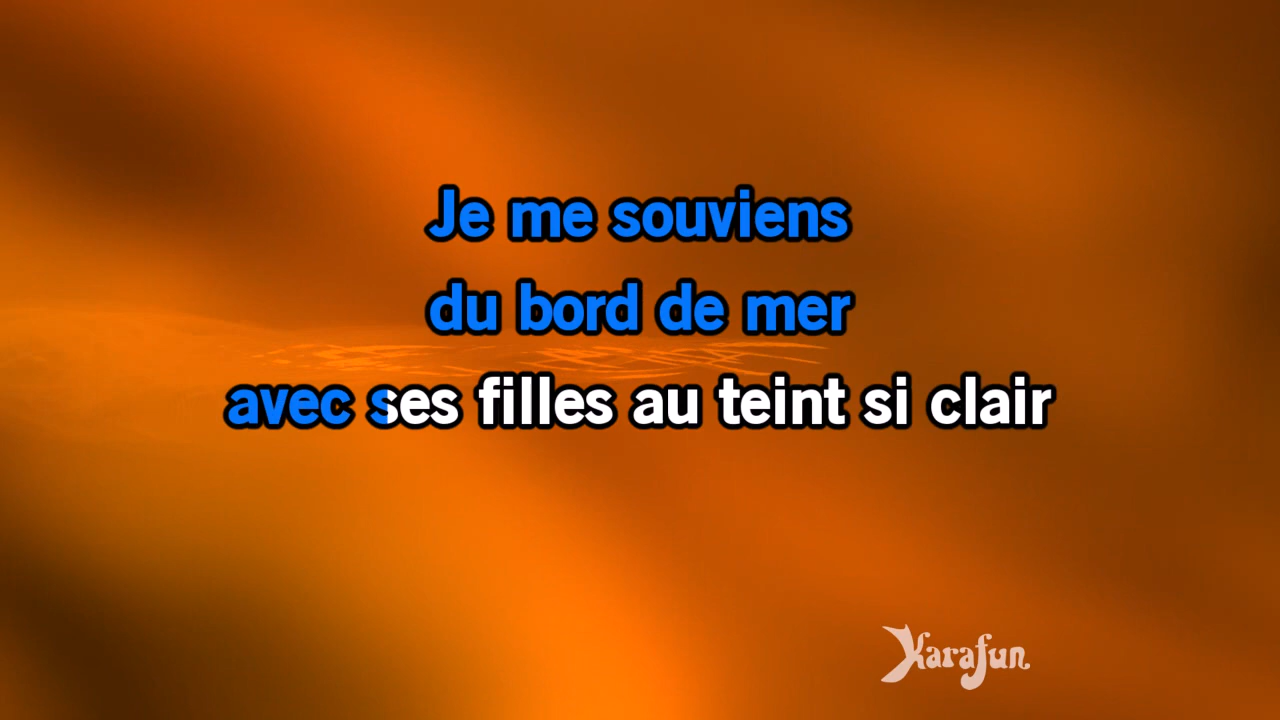 Je me souviens
du bord de mer
avec ses filles au teint si clair
Karafun